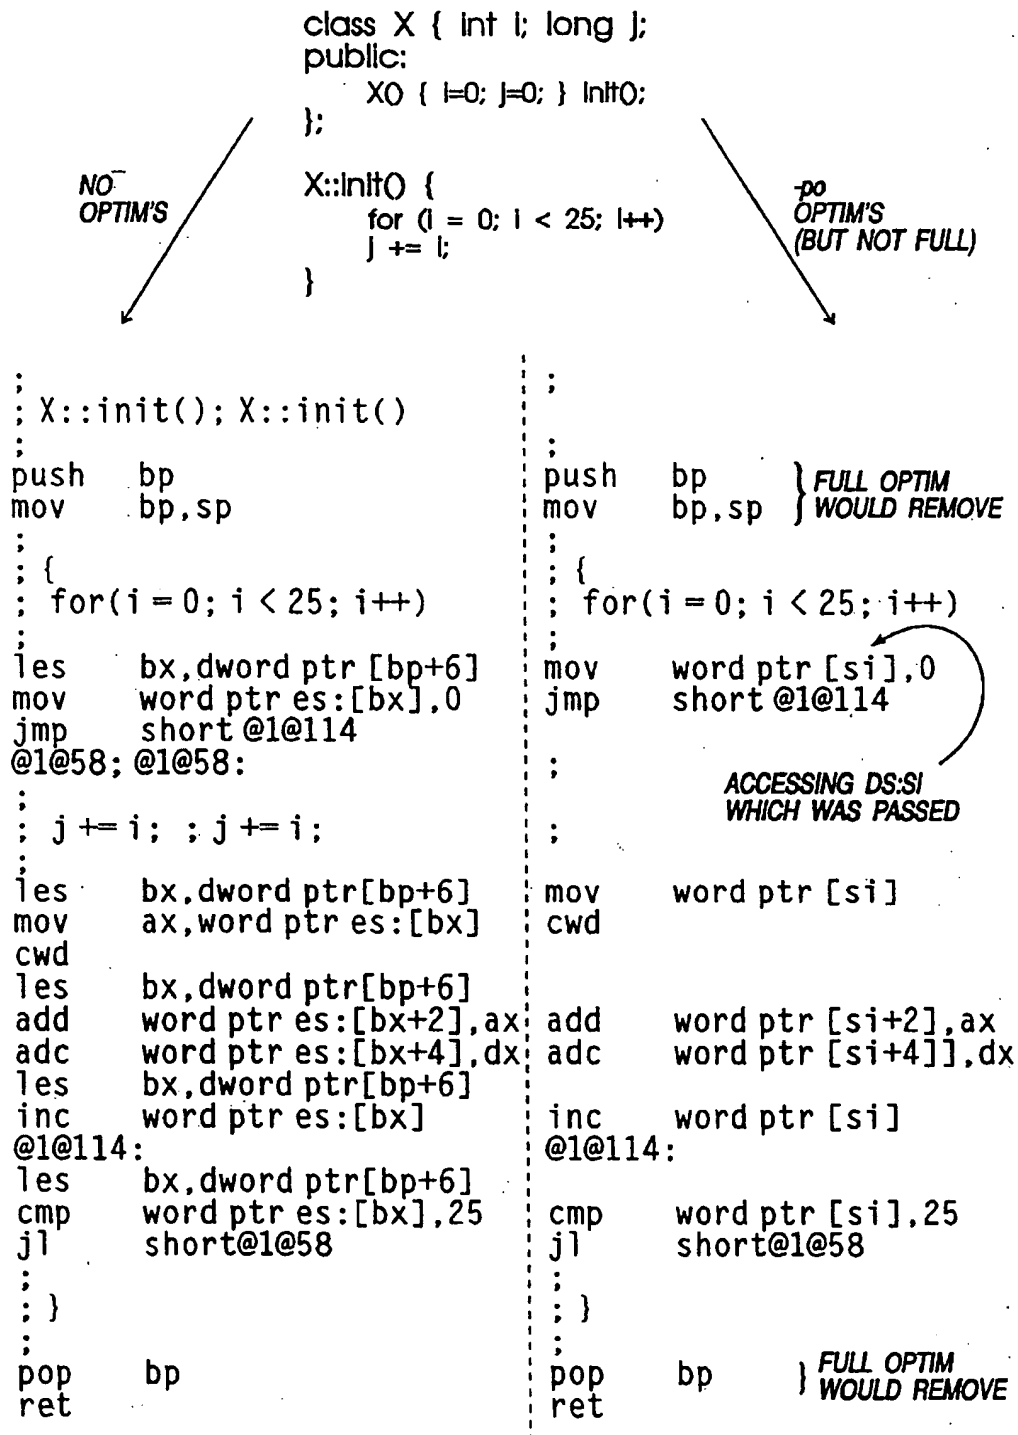 class X { int i; long j;
public:
X() { i=0; j=0; } init();
};
X::init() {
for (i = 0; i < 25; i++)
j += i;
}
NO
OPTIM'S
-po
OPTIM'S
(BUT NOT FULL)
;
; X::init(); X::init()
;
push bp
mov bp,sp
;
; {
; for(i = 0; i < 25; i++)
;
les bx,dword ptr [bp+6]
mov word ptr es:[bx],0
jmp short @1@114
@1@58; @1@58:
;
; j += i; ; j += i;
;
les bx,dword ptr[bp+6]
mov ax,word ptr es:[bx]
cwd
les bx,dword ptr[bp+6]
add word ptr es:[bx+2],ax
adc word ptr es:[bx+4],dx
les bx,dword ptr[bp+6]
inc word ptr es:[bx]
@1@114:
les bx,dword ptr[bp+6]
cmp word ptr es:[bx],25
jl short@1@58
;
; }
;
pop bp
ret
;
;
push bp
mov bp,sp
} FULL OPTIM
WOULD REMOVE
;
; {
; for(i = 0; i < 25; i++)
;
mov word ptr [si],0
jmp short @1@114
;
ACCESSING DS:SI
WHICH WAS PASSED
;
mov word ptr [si]
cwd
add word ptr [si+2],ax
adc word ptr [si+4]],dx
inc word ptr [si]
@1@114:
cmp word ptr [si],25
jl short@1@58
;
; }
;
pop bp
ret
} FULL OPTIM
WOULD REMOVE